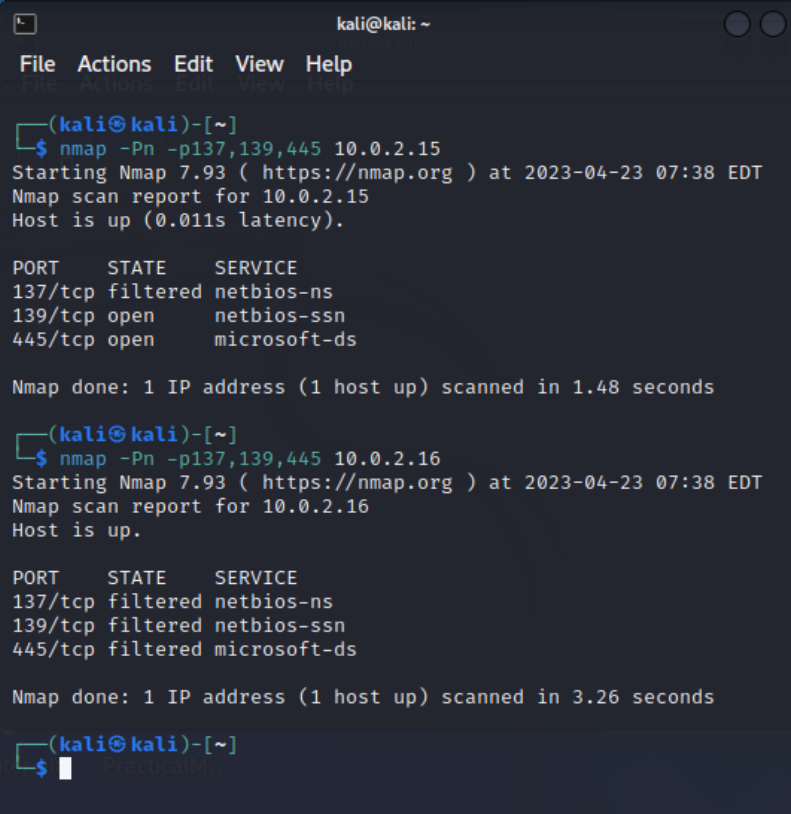 kali@kali: ~
File Actions Edit View Help
┌──(kali㉿kali)-[~]
└─$ nmap -Pn -p137,139,445 10.0.2.15
Starting Nmap 7.93 ( https://nmap.org ) at 2023-04-23 07:38 EDT
Nmap scan report for 10.0.2.15
Host is up (0.011s latency).
PORT    STATE    SERVICE
137/tcp filtered netbios-ns
139/tcp open     netbios-ssn
445/tcp open     microsoft-ds
Nmap done: 1 IP address (1 host up) scanned in 1.48 seconds
┌──(kali㉿kali)-[~]
└─$ nmap -Pn -p137,139,445 10.0.2.16
Starting Nmap 7.93 ( https://nmap.org ) at 2023-04-23 07:38 EDT
Nmap scan report for 10.0.2.16
Host is up.
PORT    STATE    SERVICE
137/tcp filtered netbios-ns
139/tcp filtered netbios-ssn
445/tcp filtered microsoft-ds
Nmap done: 1 IP address (1 host up) scanned in 3.26 seconds
┌──(kali㉿kali)-[~]
└─$
PracticalM...